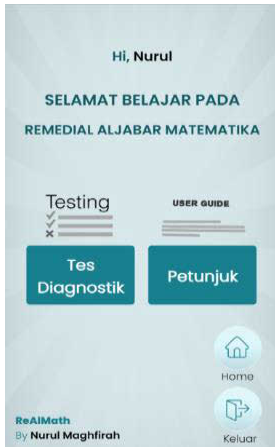 Hi, Nurul
SELAMAT BELAJAR PADA
REMEDIAL ALJABAR MATEMATIKA
Testing
USER GUIDE
Tes
Diagnostik
Petunjuk
Home
Keluar
ReAlMath
By Nurul Maghfirah